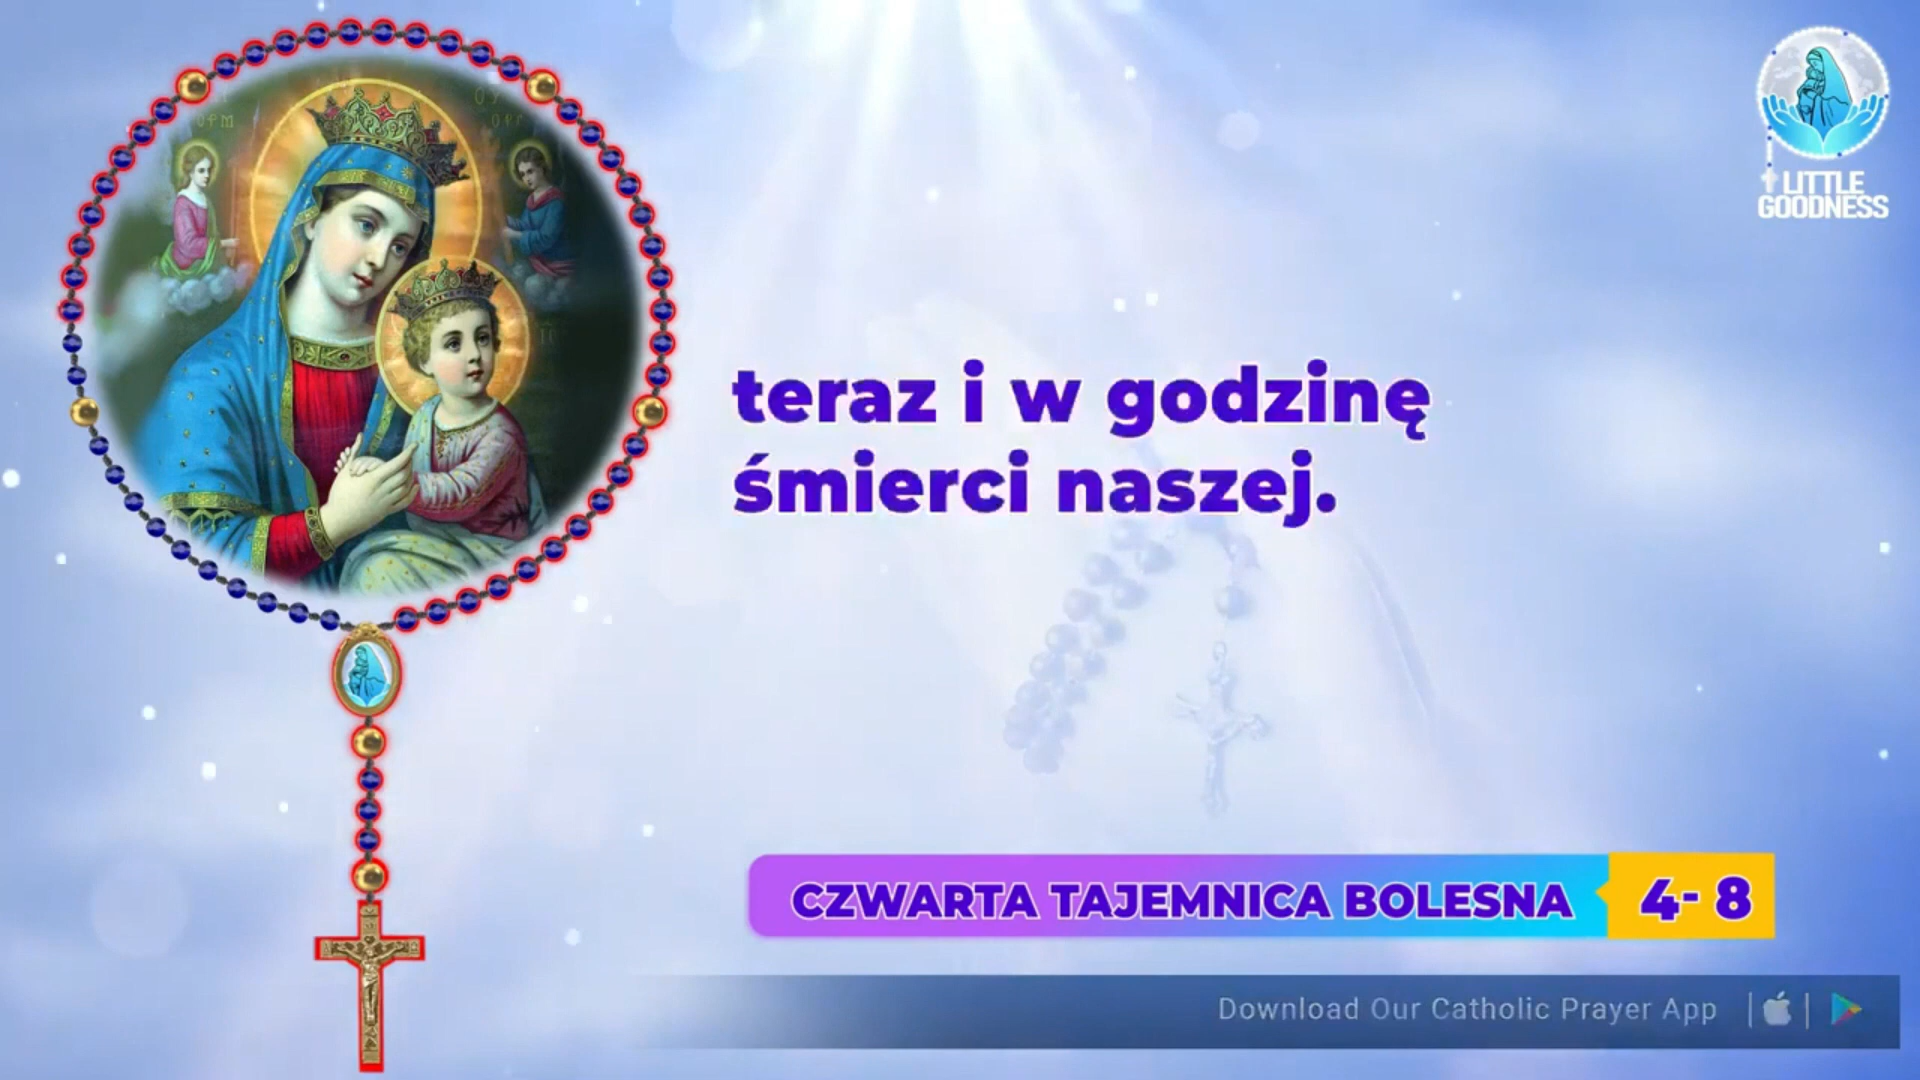 LITTLE
GOODNESS
teraz i w godzinę
śmierci naszej.
CZWARTA TAJEMNICA BOLESNA 4- 8
Download Our Catholic Prayer App